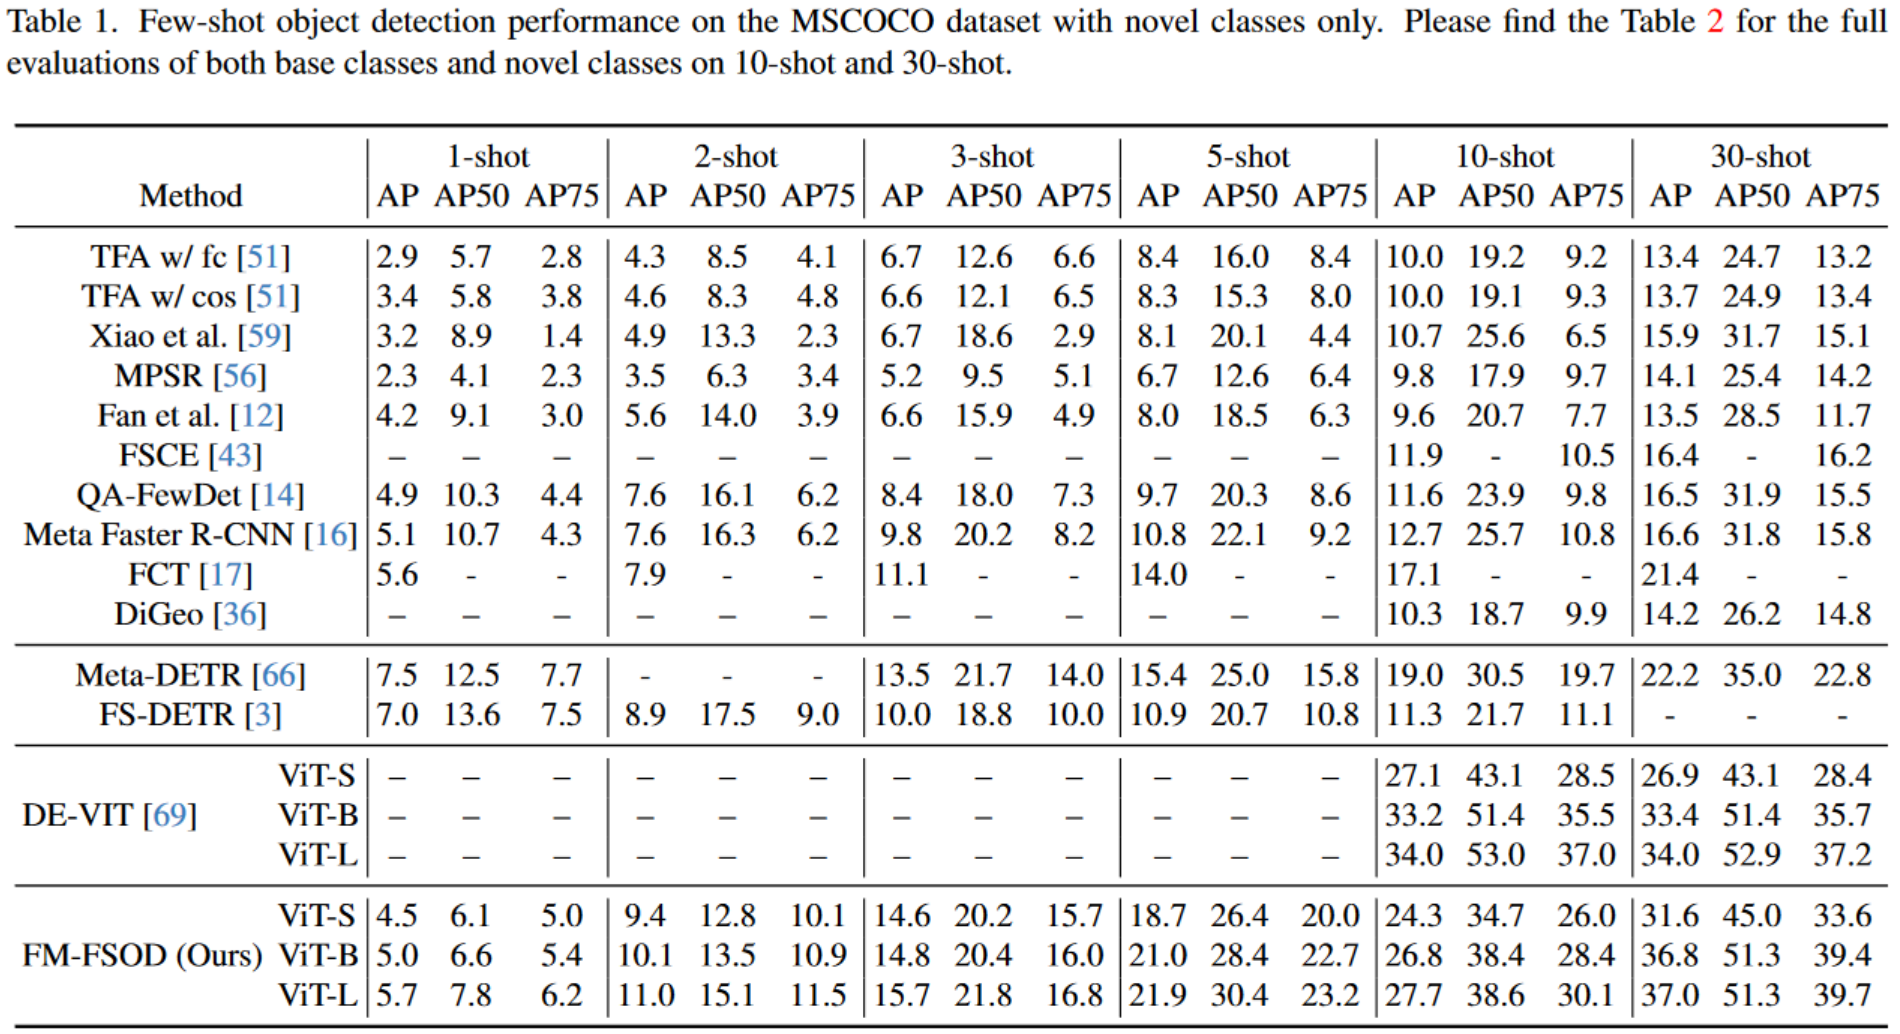 Table 1. Few-shot object detection performance on the MSCOCO dataset with novel classes only. Please find the Table 2 for the full
evaluations of both base classes and novel classes on 10-shot and 30-shot.
1-shot 2-shot 3-shot 5-shot 10-shot 30-shot
Method AP AP50 AP75 AP AP50 AP75 AP AP50 AP75 AP AP50 AP75 AP AP50 AP75 AP AP50 AP75
TFA w/ fc [51] 2.9 5.7 2.8 4.3 8.5 4.1 6.7 12.6 6.6 8.4 16.0 8.4 10.0 19.2 9.2 13.4 24.7 13.2
TFA w/ cos [51] 3.4 5.8 3.8 4.6 8.3 4.8 6.6 12.1 6.5 8.3 15.3 8.0 10.0 19.1 9.3 13.7 24.9 13.4
Xiao et al. [59] 3.2 8.9 1.4 4.9 13.3 2.3 6.7 18.6 2.9 8.1 20.1 4.4 10.7 25.6 6.5 15.9 31.7 15.1
MPSR [56] 2.3 4.1 2.3 3.5 6.3 3.4 5.2 9.5 5.1 6.7 12.6 6.4 9.8 17.9 9.7 14.1 25.4 14.2
Fan et al. [12] 4.2 9.1 3.0 5.6 14.0 3.9 6.6 15.9 4.9 8.0 18.5 6.3 9.6 20.7 7.7 13.5 28.5 11.7
FSCE [43] – – – – – – – – – – – – 11.9 - 10.5 16.4 - 16.2
QA-FewDet [14] 4.9 10.3 4.4 7.6 16.1 6.2 8.4 18.0 7.3 9.7 20.3 8.6 11.6 23.9 9.8 16.5 31.9 15.5
Meta Faster R-CNN [16] 5.1 10.7 4.3 7.6 16.3 6.2 9.8 20.2 8.2 10.8 22.1 9.2 12.7 25.7 10.8 16.6 31.8 15.8
FCT [17] 5.6 - - 7.9 - - 11.1 - - 14.0 - - 17.1 - - 21.4 - -
DiGeo [36] – – – – – – – – – – – – 10.3 18.7 9.9 14.2 26.2 14.8
Meta-DETR [66] 7.5 12.5 7.7 - - - 13.5 21.7 14.0 15.4 25.0 15.8 19.0 30.5 19.7 22.2 35.0 22.8
FS-DETR [3] 7.0 13.6 7.5 8.9 17.5 9.0 10.0 18.8 10.0 10.9 20.7 10.8 11.3 21.7 11.1 - - -
ViT-S – – – – – – – – – – – – 27.1 43.1 28.5 26.9 43.1 28.4
DE-VIT [69] ViT-B – – – – – – – – – – – – 33.2 51.4 35.5 33.4 51.4 35.7
ViT-L – – – – – – – – – – – – 34.0 53.0 37.0 34.0 52.9 37.2
ViT-S 4.5 6.1 5.0 9.4 12.8 10.1 14.6 20.2 15.7 18.7 26.4 20.0 24.3 34.7 26.0 31.6 45.0 33.6
FM-FSOD (Ours) ViT-B 5.0 6.6 5.4 10.1 13.5 10.9 14.8 20.4 16.0 21.0 28.4 22.7 26.8 38.4 28.4 36.8 51.3 39.4
ViT-L 5.7 7.8 6.2 11.0 15.1 11.5 15.7 21.8 16.8 21.9 30.4 23.2 27.7 38.6 30.1 37.0 51.3 39.7